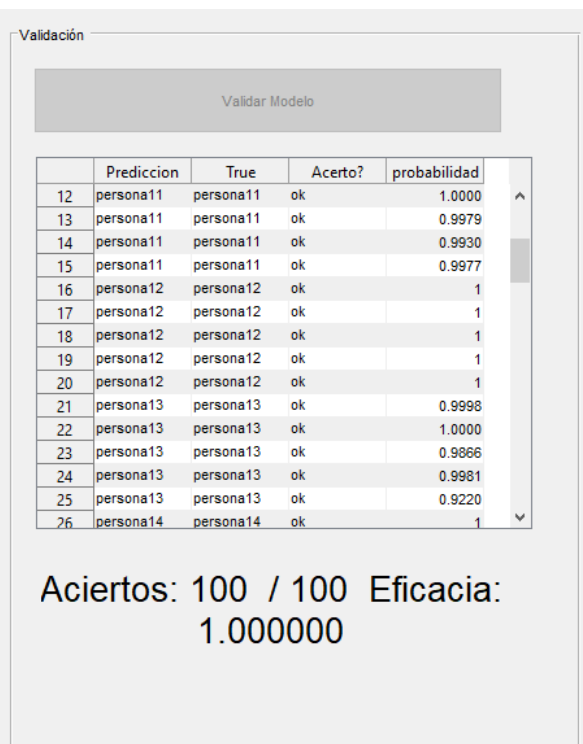 Validación
Validar Modelo
Prediccion True Acerto? probabilidad
12 persona11 persona11 ok 1.0000
13 persona11 persona11 ok 0.9979
14 persona11 persona11 ok 0.9930
15 persona11 persona11 ok 0.9977
16 persona12 persona12 ok 1
17 persona12 persona12 ok 1
18 persona12 persona12 ok 1
19 persona12 persona12 ok 1
20 persona12 persona12 ok 1
21 persona13 persona13 ok 0.9998
22 persona13 persona13 ok 1.0000
23 persona13 persona13 ok 0.9866
24 persona13 persona13 ok 0.9981
25 persona13 persona13 ok 0.9220
26 persona14 persona14 ok 1
Aciertos: 100 / 100 Eficacia:
1.000000